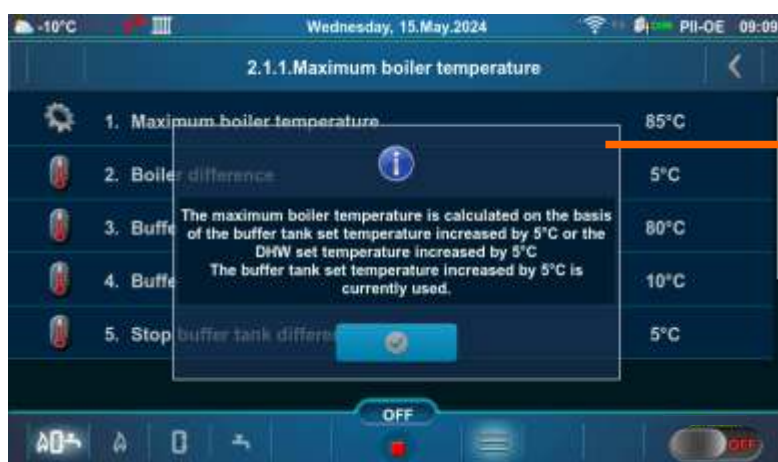 -10°C Wednesday, 15.May.2024 PII-OE 09:09
2.1.1.Maximum boiler temperature
1. Maximum boiler temperature 85°C
2. Boiler difference 5°C
The maximum boiler temperature is calculated on the basis
of the buffer tank set temperature increased by 5°C or the
DHW set temperature increased by 5°C
The buffer tank set temperature increased by 5°C is
currently used.
3. Buffe 80°C
4. Buffe 10°C
5. Stop buffer tank differe 5°C
OFF
OFF